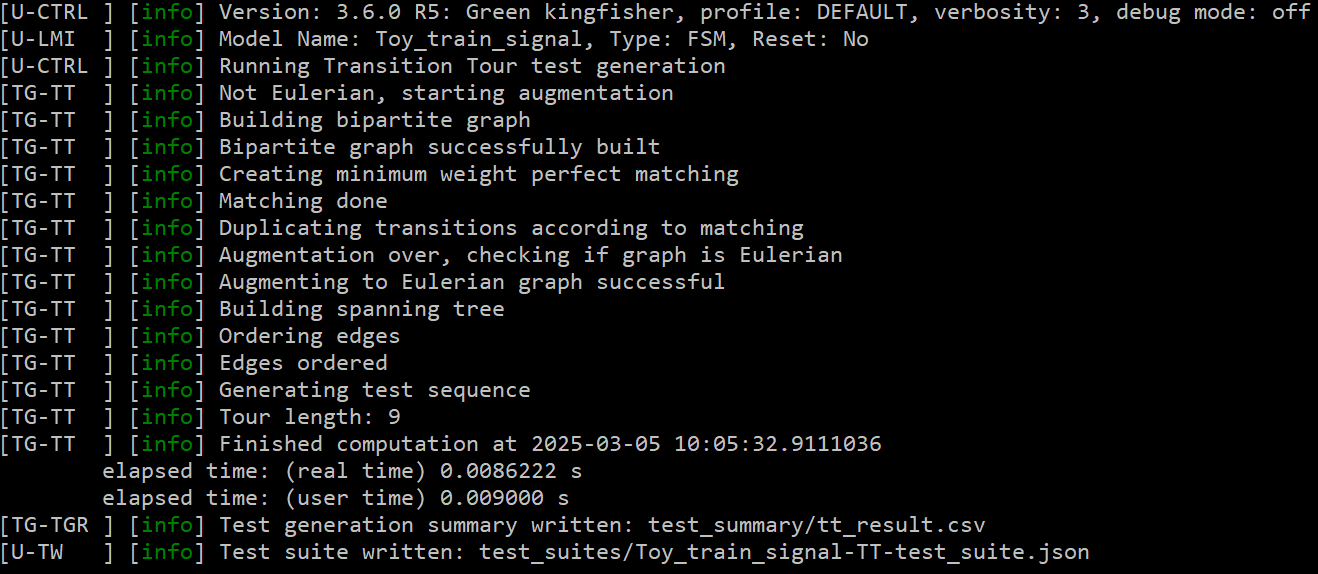 [U-CTRL ] [info] Version: 3.6.0 R5: Green kingfisher, profile: DEFAULT, verbosity: 3, debug mode: off
[U-LMI  ] [info] Model Name: Toy_train_signal, Type: FSM, Reset: No
[U-CTRL ] [info] Running Transition Tour test generation
[TG-TT  ] [info] Not Eulerian, starting augmentation
[TG-TT  ] [info] Building bipartite graph
[TG-TT  ] [info] Bipartite graph successfully built
[TG-TT  ] [info] Creating minimum weight perfect matching
[TG-TT  ] [info] Matching done
[TG-TT  ] [info] Duplicating transitions according to matching
[TG-TT  ] [info] Augmentation over, checking if graph is Eulerian
[TG-TT  ] [info] Augmenting to Eulerian graph successful
[TG-TT  ] [info] Building spanning tree
[TG-TT  ] [info] Ordering edges
[TG-TT  ] [info] Edges ordered
[TG-TT  ] [info] Generating test sequence
[TG-TT  ] [info] Tour length: 9
[TG-TT  ] [info] Finished computation at 2025-03-05 10:05:32.9111036
         elapsed time: (real time) 0.0086222 s
         elapsed time: (user time) 0.009000 s
[TG-TGR ] [info] Test generation summary written: test_summary/tt_result.csv
[U-TW   ] [info] Test suite written: test_suites/Toy_train_signal-TT-test_suite.json